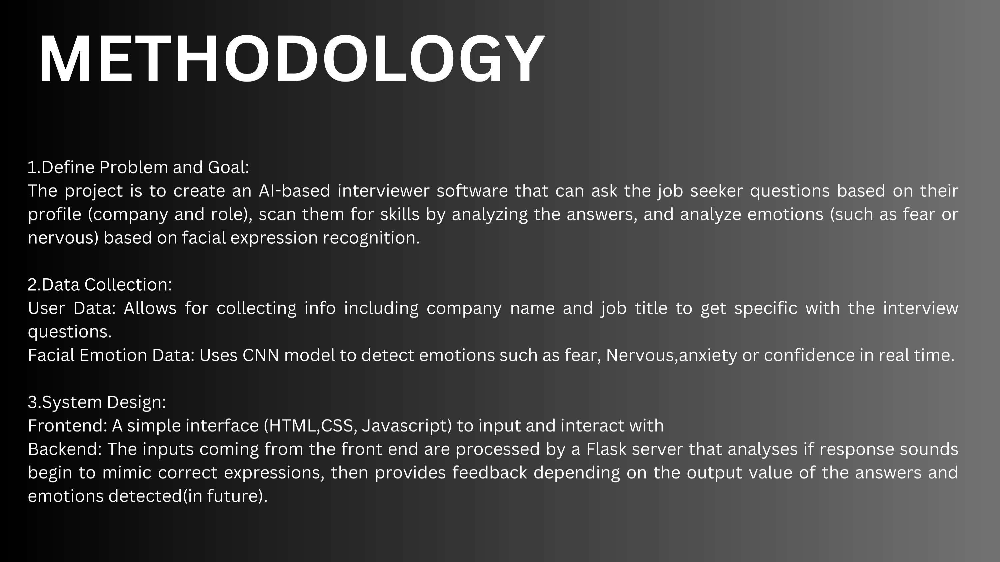 METHODOLOGY
1.Define Problem and Goal:
The project is to create an AI-based interviewer software that can ask the job seeker questions based on their
profile (company and role), scan them for skills by analyzing the answers, and analyze emotions (such as fear or
nervous) based on facial expression recognition.
2.Data Collection:
User Data: Allows for collecting info including company name and job title to get specific with the interview
questions.
Facial Emotion Data: Uses CNN model to detect emotions such as fear, Nervous,anxiety or confidence in real time.
3.System Design:
Frontend: A simple interface (HTML,CSS, Javascript) to input and interact with
Backend: The inputs coming from the front end are processed by a Flask server that analyses if response sounds
begin to mimic correct expressions, then provides feedback depending on the output value of the answers and
emotions detected(in future).